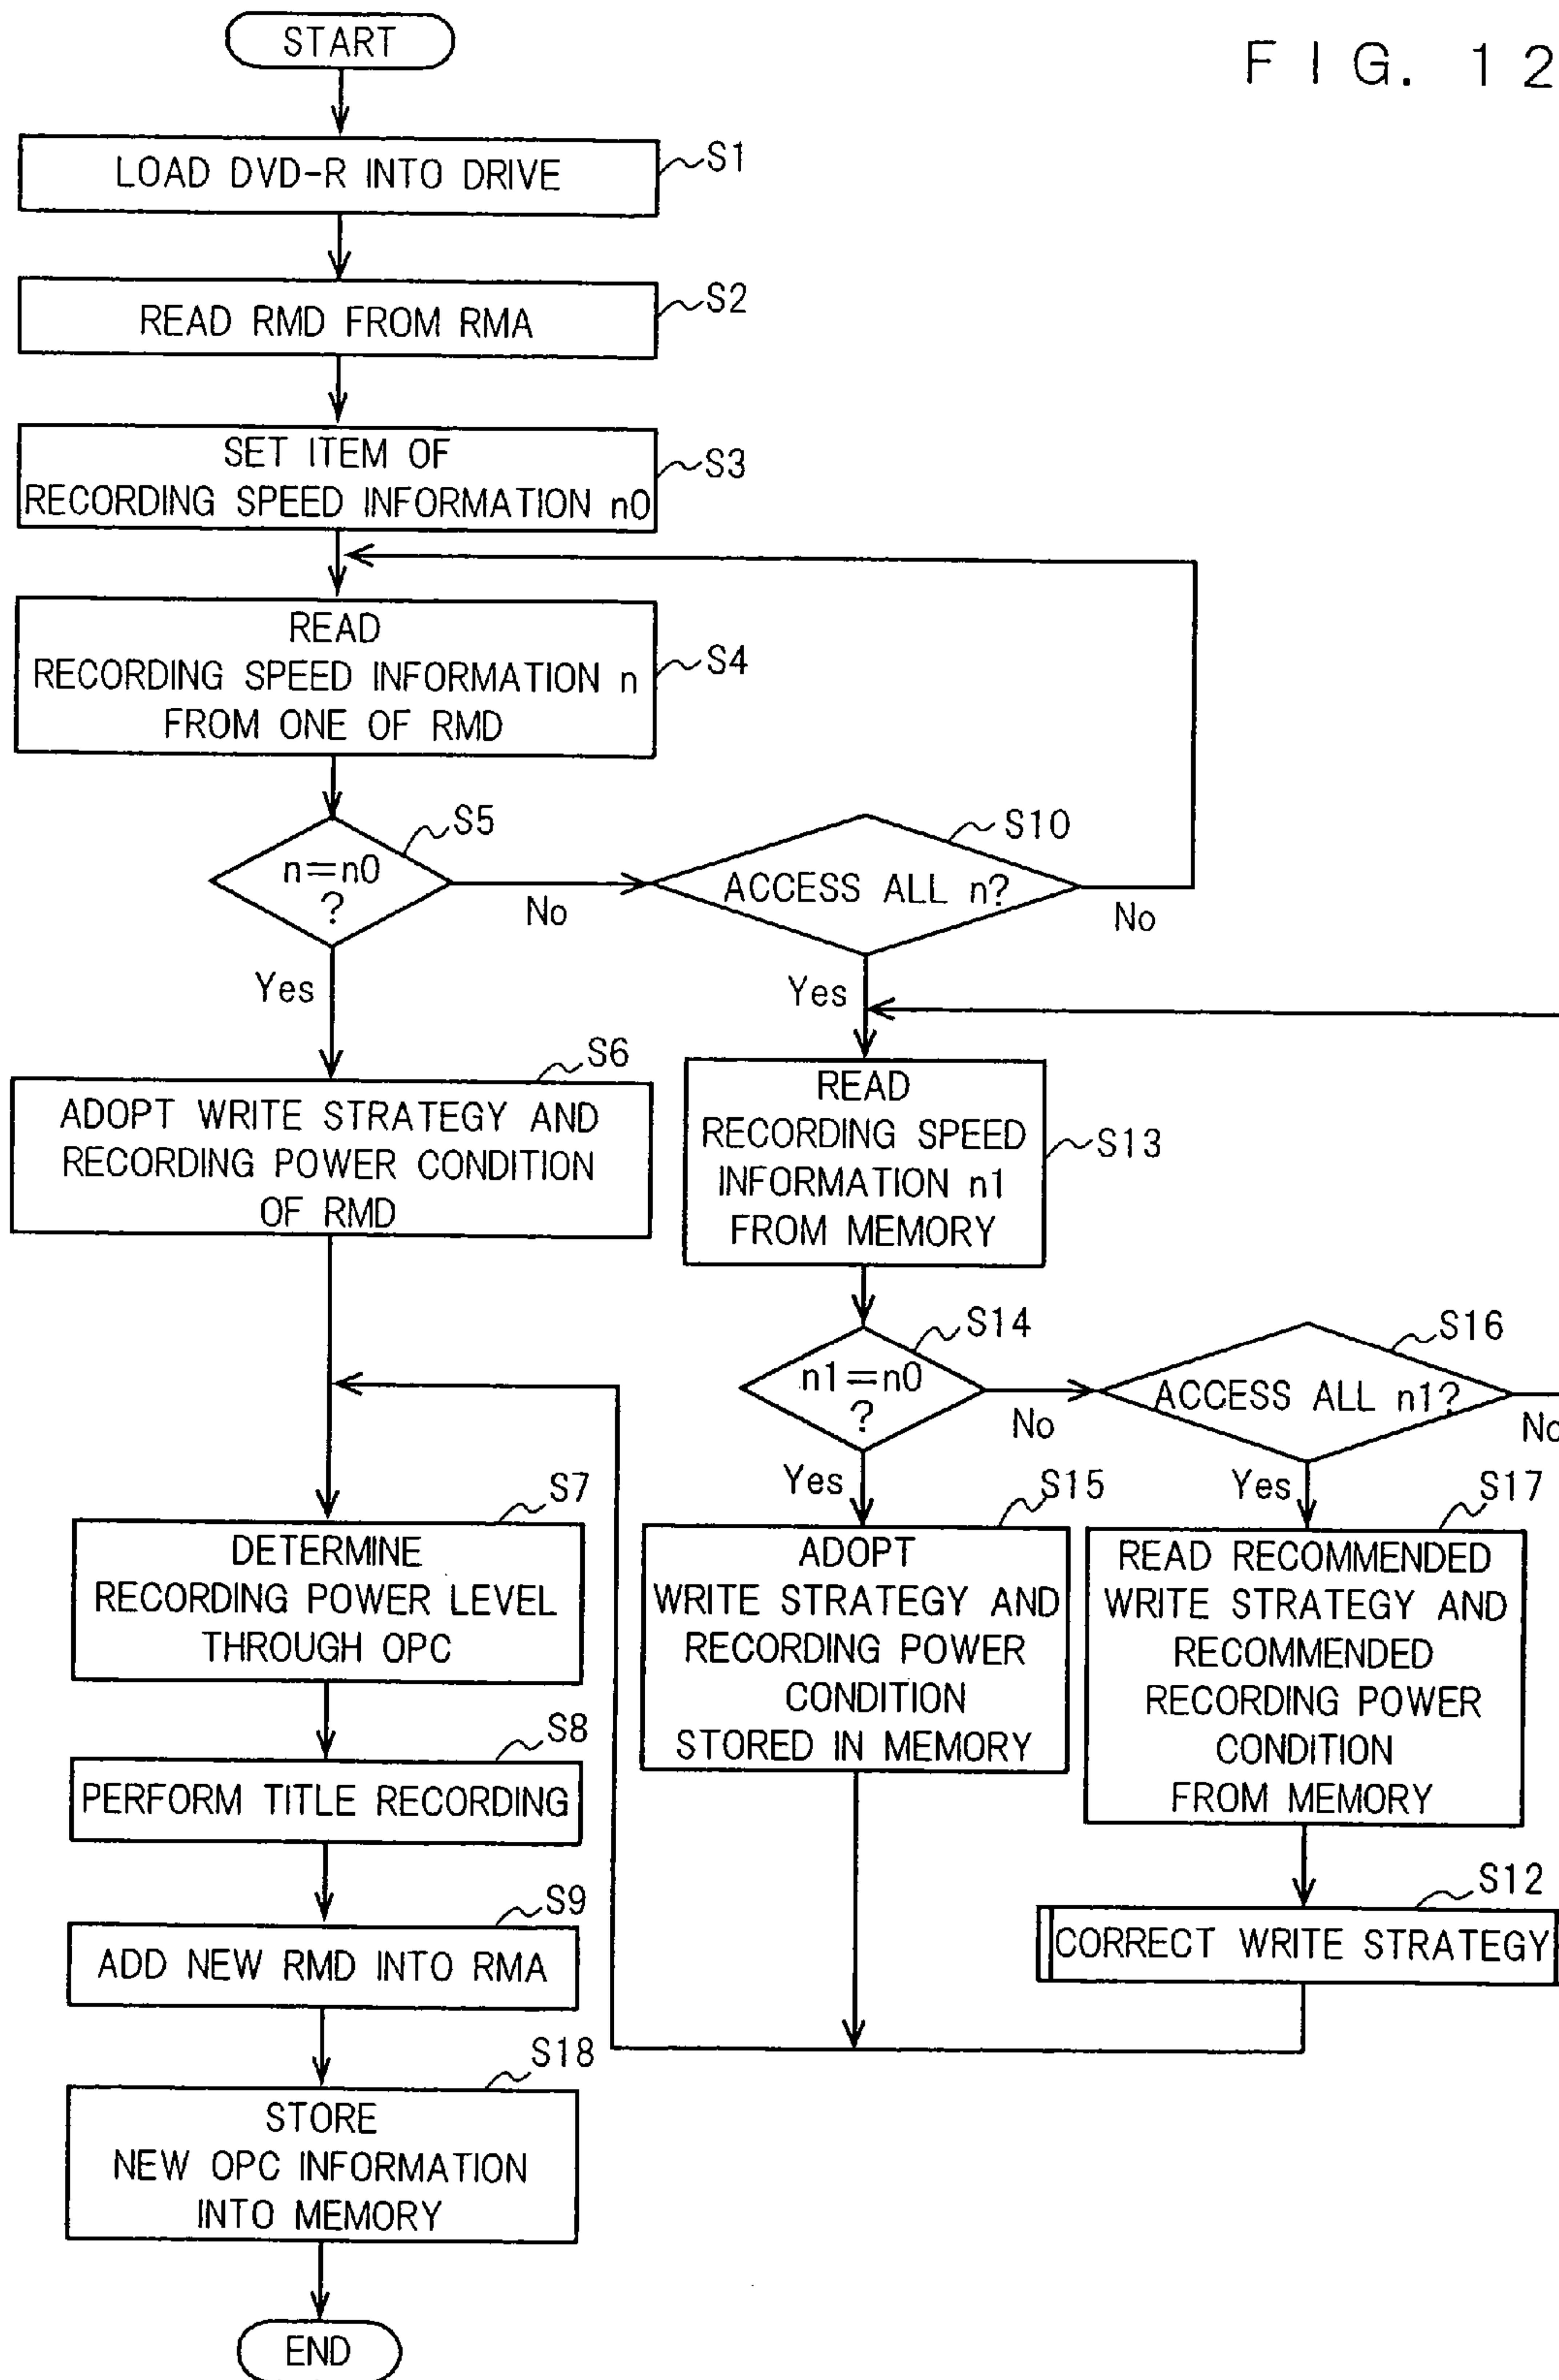 FIG. 12
START
LOAD DVD-R INTO DRIVE
S1
READ RMD FROM RMA
S2
SET ITEM OF
RECORDING SPEED INFORMATION n0
S3
READ
RECORDING SPEED INFORMATION n
FROM ONE OF RMD
S4
n=n0
?
S5
No
Yes
ACCESS ALL n?
S10
No
Yes
ADOPT WRITE STRATEGY AND
RECORDING POWER CONDITION
OF RMD
S6
READ
RECORDING SPEED
INFORMATION n1
FROM MEMORY
S13
n1=n0
?
S14
No
Yes
ACCESS ALL n1?
S16
No
Yes
DETERMINE
RECORDING POWER LEVEL
THROUGH OPC
S7
ADOPT
WRITE STRATEGY AND
RECORDING POWER
CONDITION
STORED IN MEMORY
S15
READ RECOMMENDED
WRITE STRATEGY AND
RECOMMENDED
RECORDING POWER
CONDITION
FROM MEMORY
S17
PERFORM TITLE RECORDING
S8
CORRECT WRITE STRATEGY
S12
ADD NEW RMD INTO RMA
S9
STORE
NEW OPC INFORMATION
INTO MEMORY
S18
END